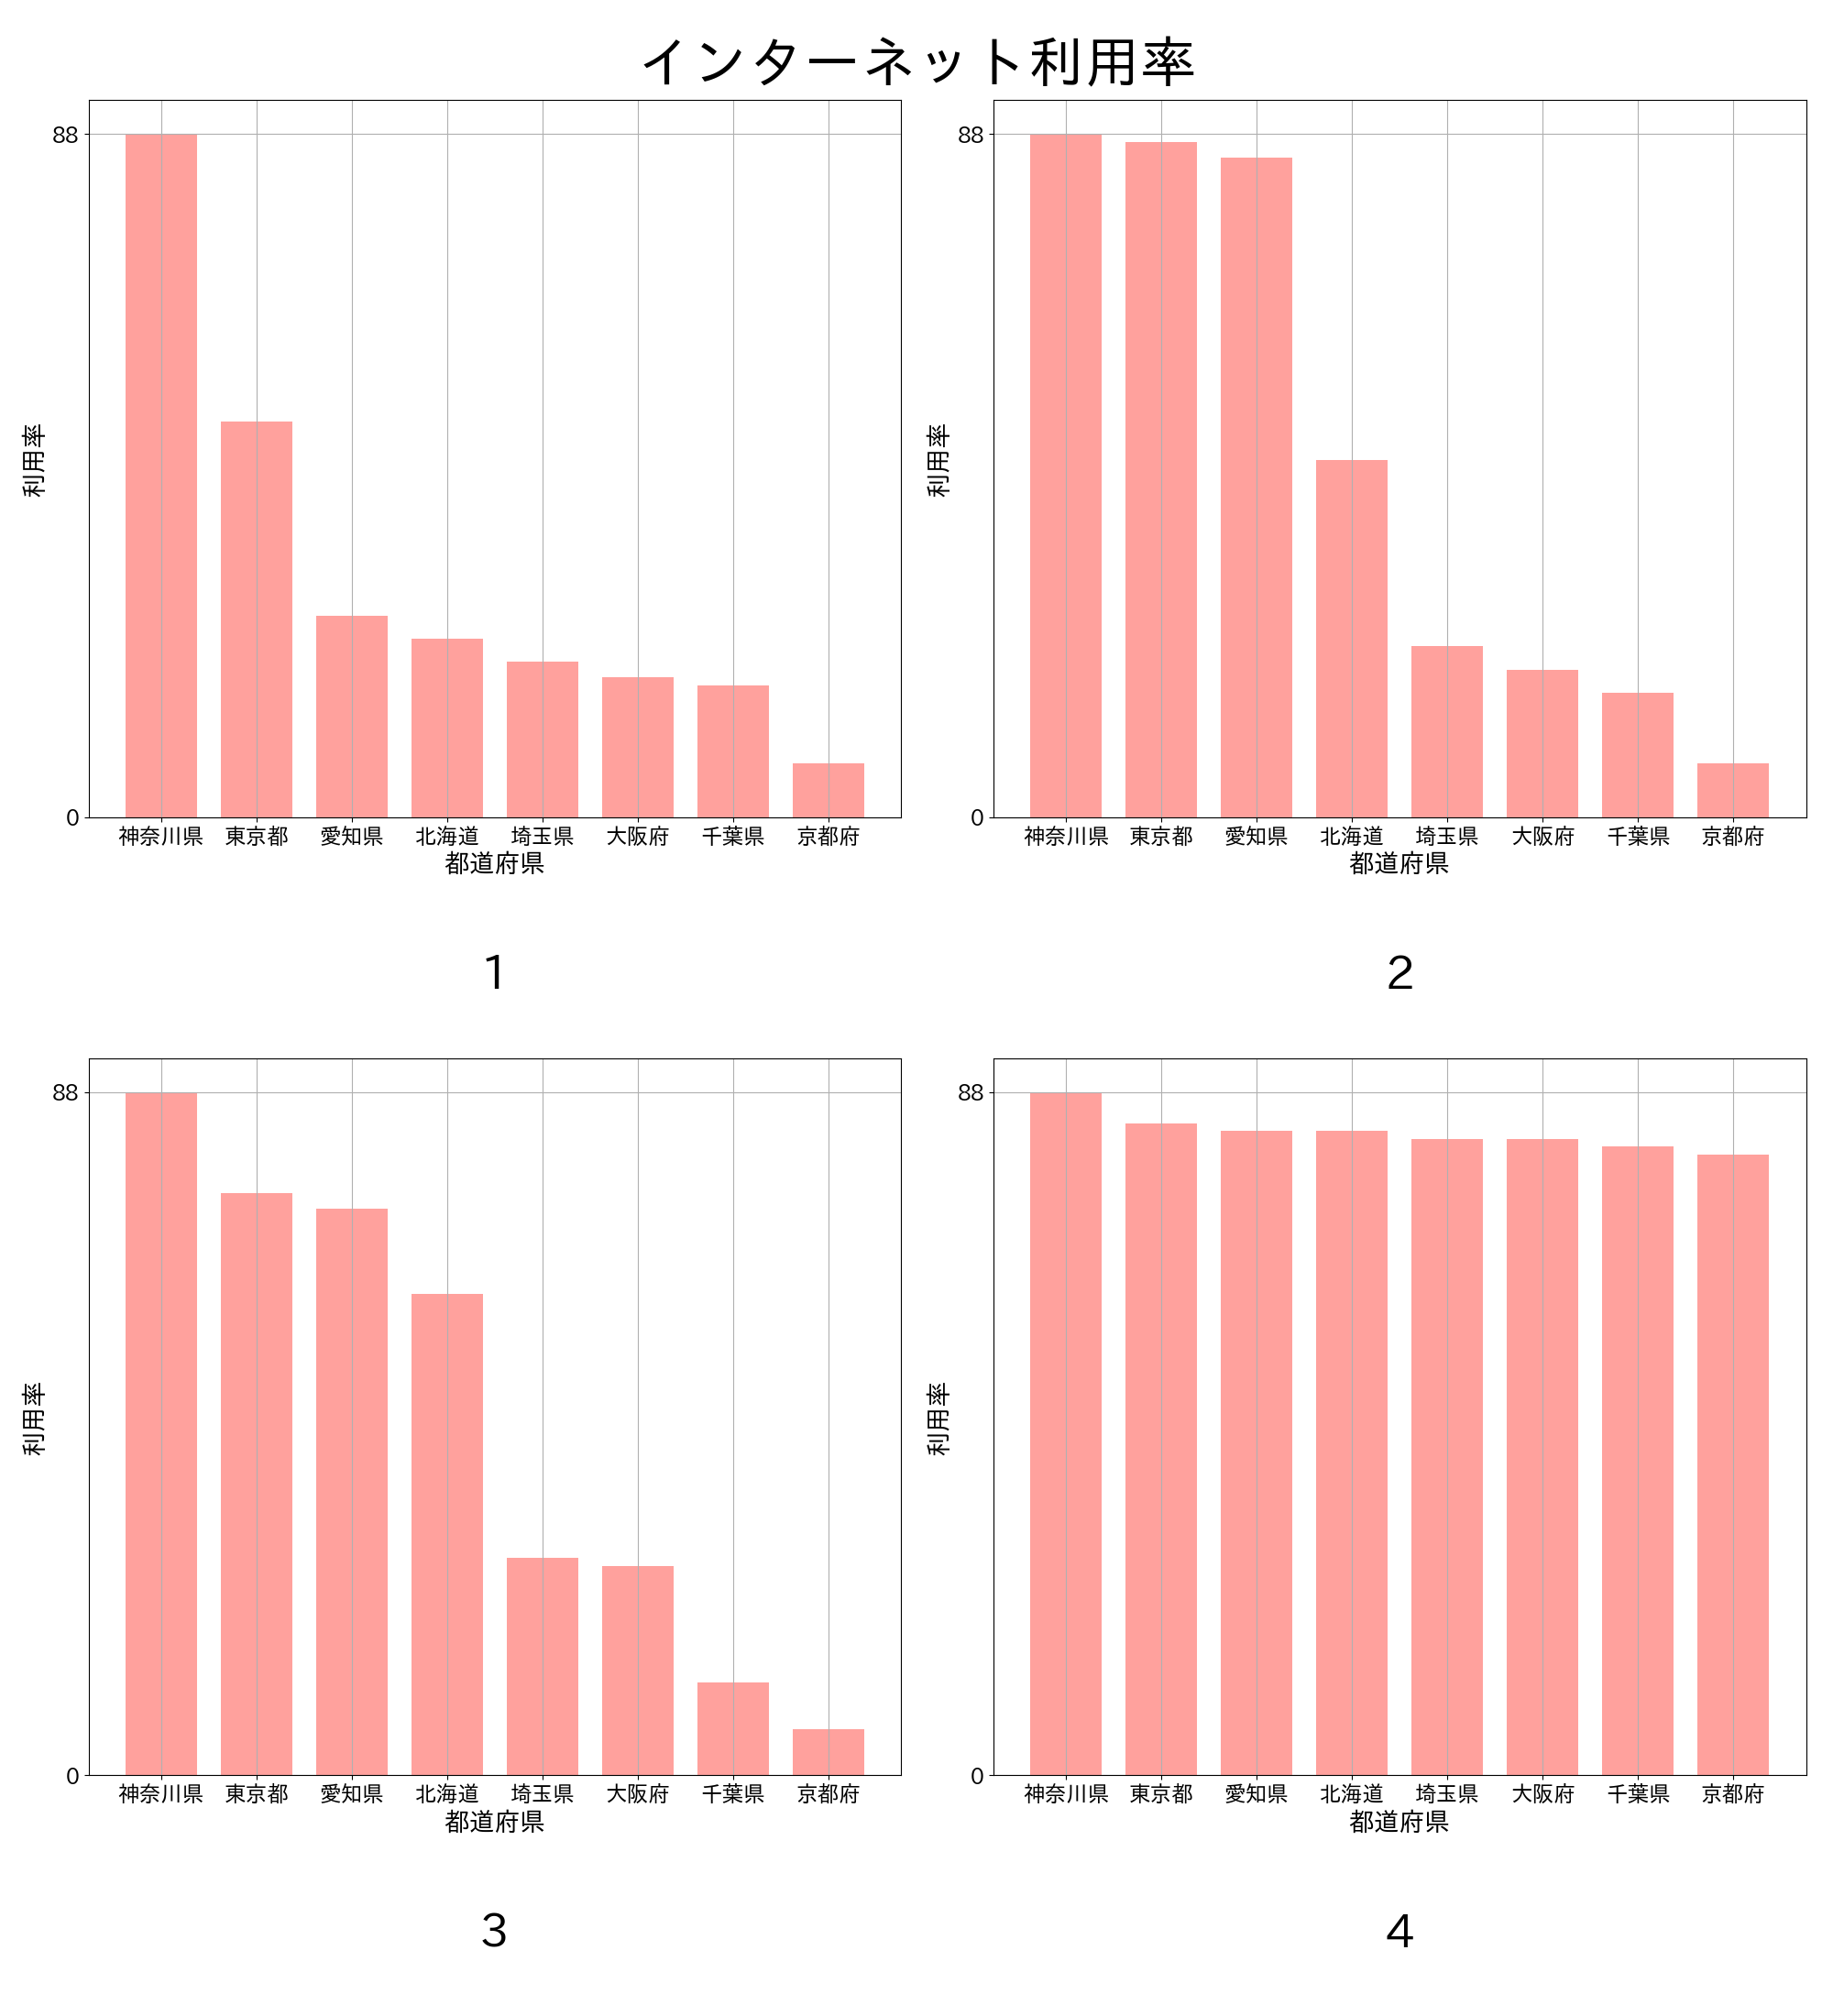 インターネット利用率
88
0
利用率
神奈川県 東京都 愛知県 北海道 埼玉県 大阪府 千葉県 京都府
都道府県
1
88
0
利用率
神奈川県 東京都 愛知県 北海道 埼玉県 大阪府 千葉県 京都府
都道府県
2
88
0
利用率
神奈川県 東京都 愛知県 北海道 埼玉県 大阪府 千葉県 京都府
都道府県
3
88
0
利用率
神奈川県 東京都 愛知県 北海道 埼玉県 大阪府 千葉県 京都府
都道府県
4